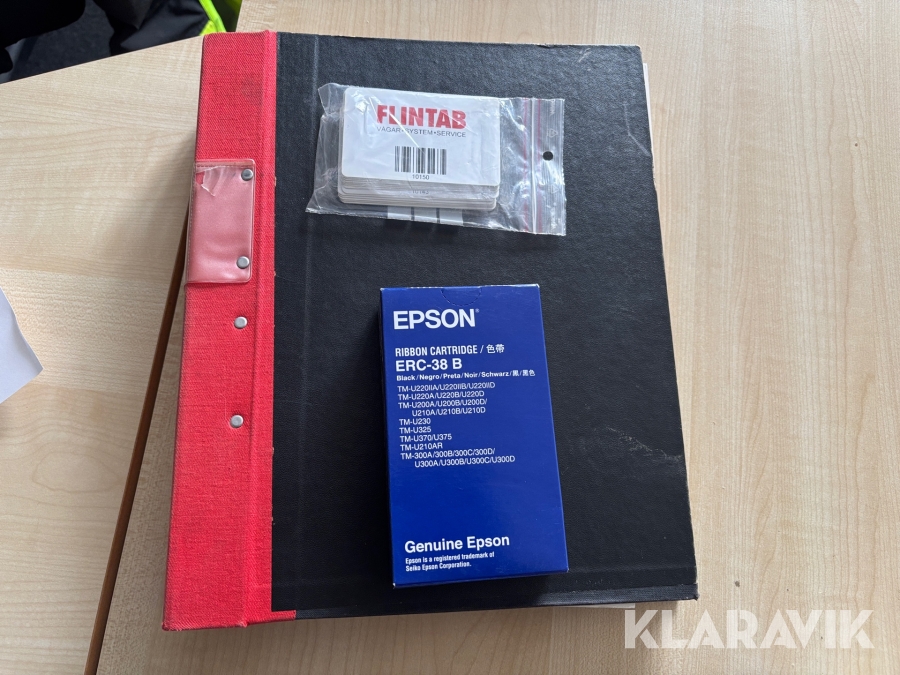 FLINTAB
VÅGAR•SYSTEM•SERVICE
10150
EPSON®
RIBBON CARTRIDGE / 色帶
ERC-38 B
Black/Negro/Preta/Noir/Schwarz/黑/黒色
TM-U220IIA/U220IIB/U220IID
TM-U220A/U220B/U220D
TM-U200A/U200B/U200D/
U210A/U210B/U210D
TM-U230
TM-U325
TM-U370/U375
TM-U210AR
TM-300A/300B/300C/300D/
U300A/U300B/U300C/U300D
Genuine Epson
Epson is a registered trademark of
Seiko Epson Corporation.
KLARAVIK